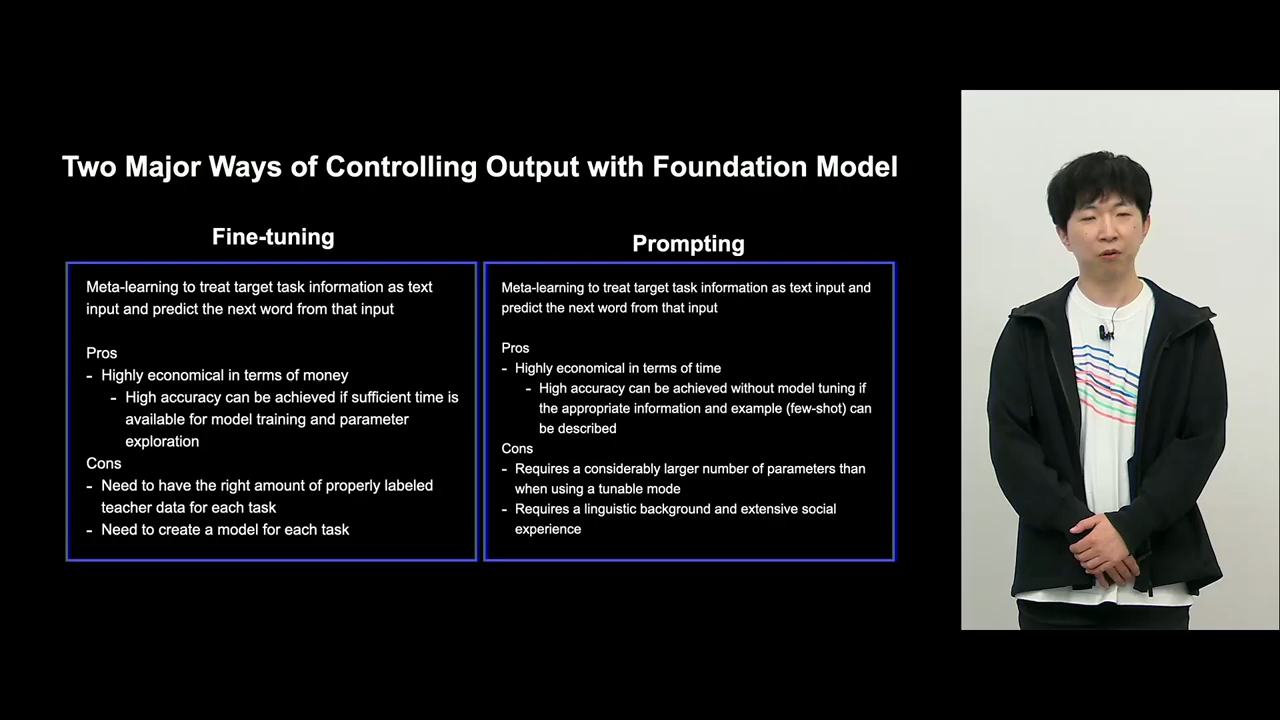 Two Major Ways of Controlling Output with Foundation Model
Fine-tuning
Meta-learning to treat target task information as text
input and predict the next word from that input
Pros
- Highly economical in terms of money
- High accuracy can be achieved if sufficient time is
available for model training and parameter
exploration
Cons
- Need to have the right amount of properly labeled
teacher data for each task
- Need to create a model for each task
Prompting
Meta-learning to treat target task information as text input and
predict the next word from that input
Pros
- Highly economical in terms of time
- High accuracy can be achieved without model tuning if
the appropriate information and example (few-shot) can
be described
Cons
- Requires a considerably larger number of parameters than
when using a tunable mode
- Requires a linguistic background and extensive social
experience